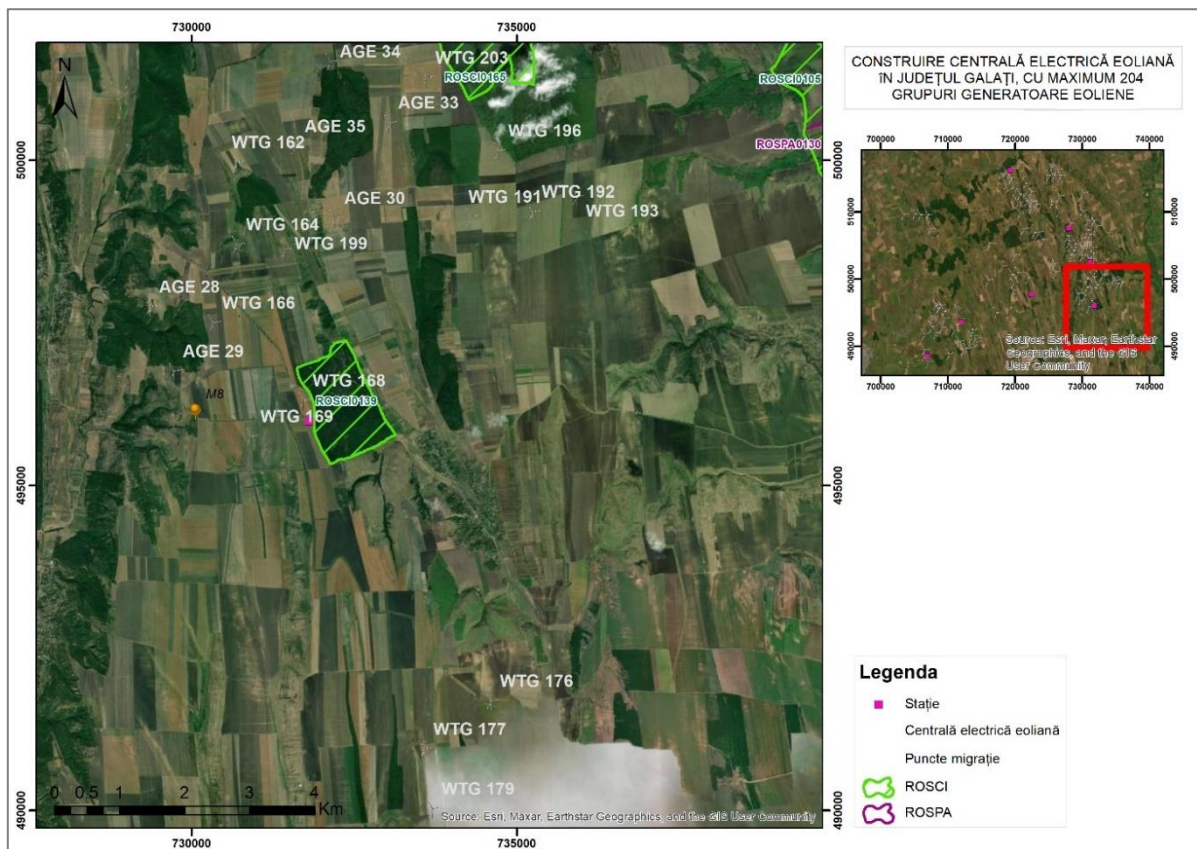 730000
735000
AGE 34
WTG 203
ROSCI0165
ROSCI0105
AGE 33
N
AGE 35
WTG 196
WTG 162
ROSPA0130
500000
500000
AGE 30
WTG 191
WTG 192
WTG 193
WTG 164
WTG 199
AGE 28
WTG 166
AGE 29
WTG 168
M8
ROSCI0139
WTG 169
495000
495000
WTG 176
WTG 177
WTG 179
0 0.5 1 2 3 4
Km
Source: Esri, Maxar, Earthstar Geographics, and the GIS User Community
490000
490000
730000
735000
CONSTRUIRE CENTRALĂ ELECTRICĂ EOLIANĂ
ÎN JUDEȚUL GALAȚI, CU MAXIMUM 204
GRUPURI GENERATOARE EOLIENE
700000 710000 720000 730000 740000
510000
510000
500000
500000
490000
490000
Source: Esri, Maxar, Earthstar
Geographics, and the GIS
User Community
700000 710000 720000 730000 740000
Legenda
Stație
Centrală electrică eoliană
Puncte migrație
ROSCI
ROSPA